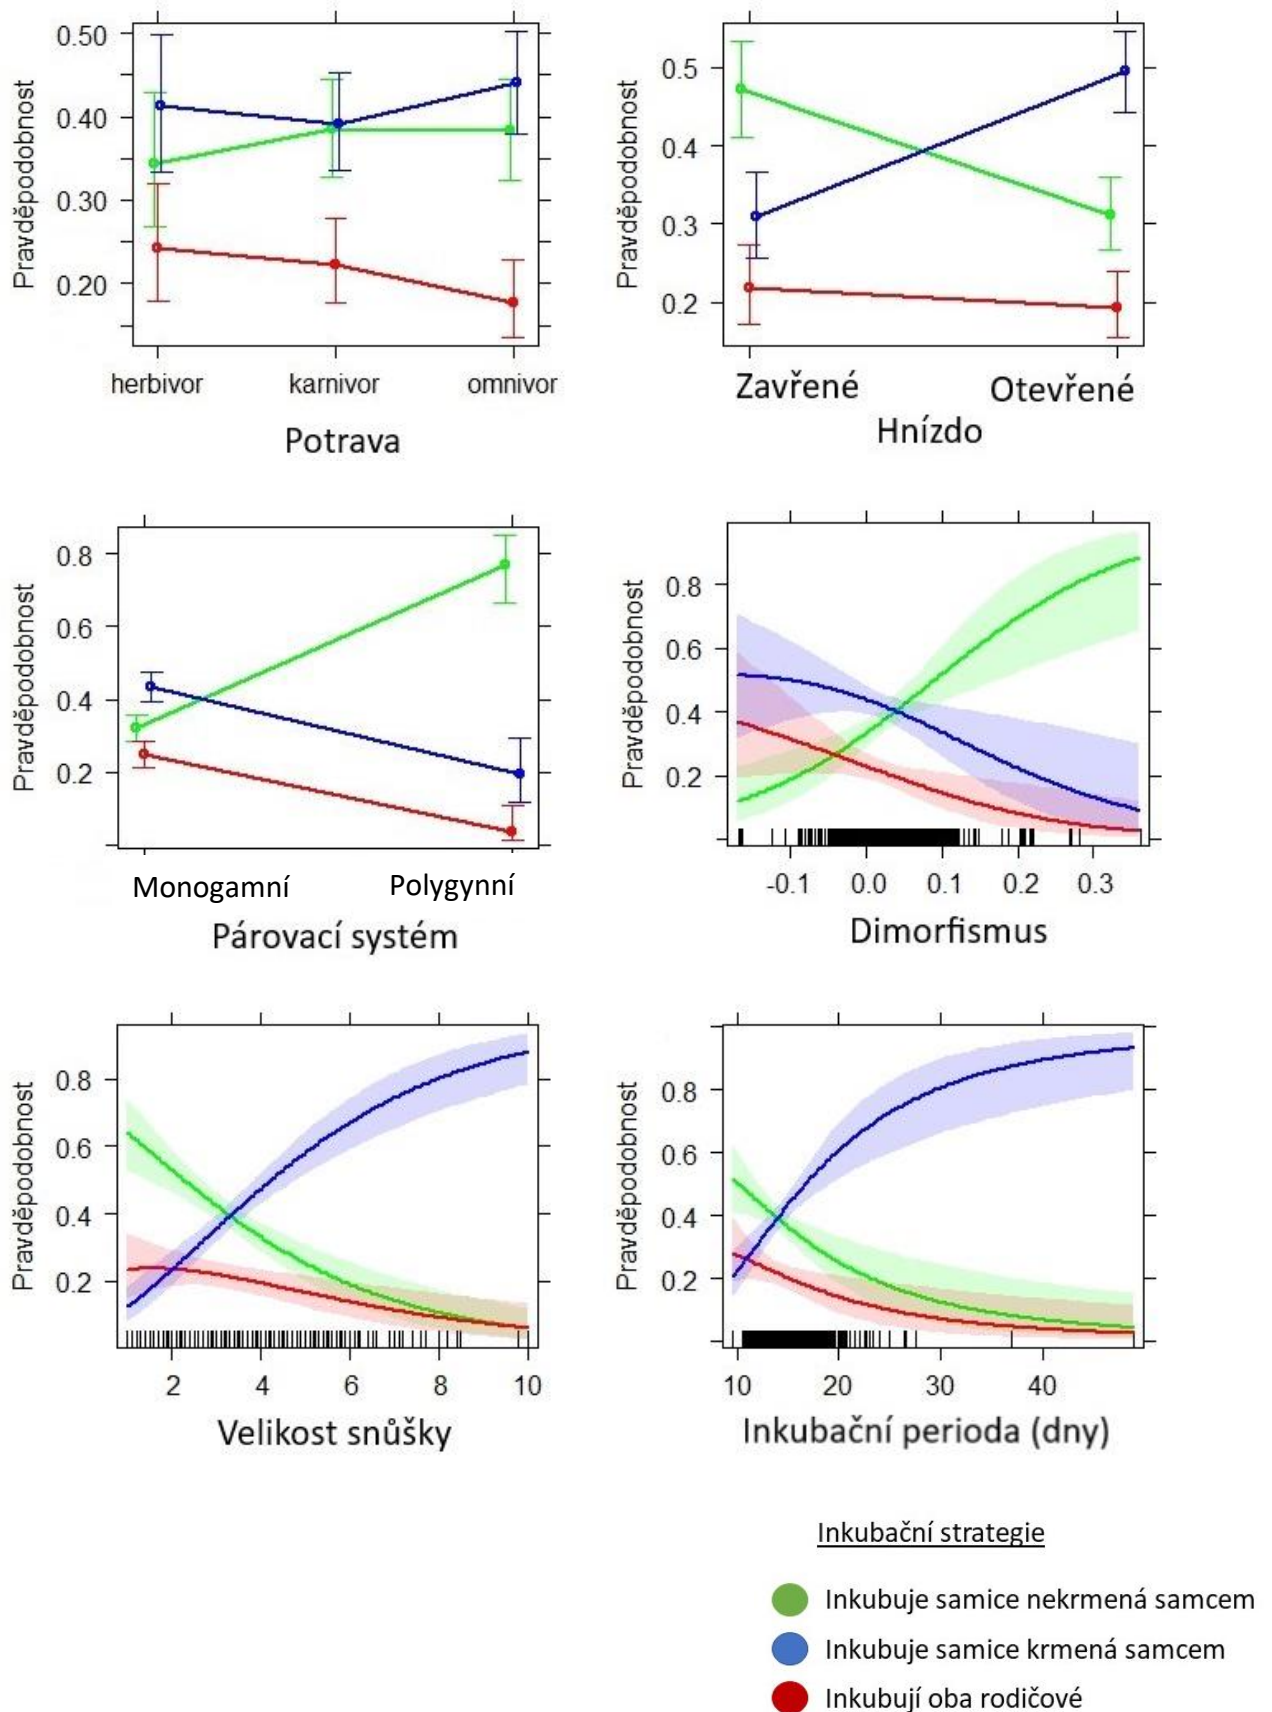 Pravděpodobnost
0.50
0.40
0.30
0.20
herbivor karnivor omnivor
Potrava
Pravděpodobnost
0.5
0.4
0.3
0.2
Zavřené Otevřené
Hnízdo
Pravděpodobnost
0.8
0.6
0.4
0.2
Monogamní Polygynní
Párovací systém
Pravděpodobnost
0.8
0.6
0.4
0.2
-0.1 0.0 0.1 0.2 0.3
Dimorfismus
Pravděpodobnost
0.8
0.6
0.4
0.2
2 4 6 8 10
Velikost snůšky
Pravděpodobnost
0.8
0.6
0.4
0.2
10 20 30 40
Inkubační perioda (dny)
Inkubační strategie
Inkubuje samice nekrmená samcem
Inkubuje samice krmená samcem
Inkubují oba rodičové